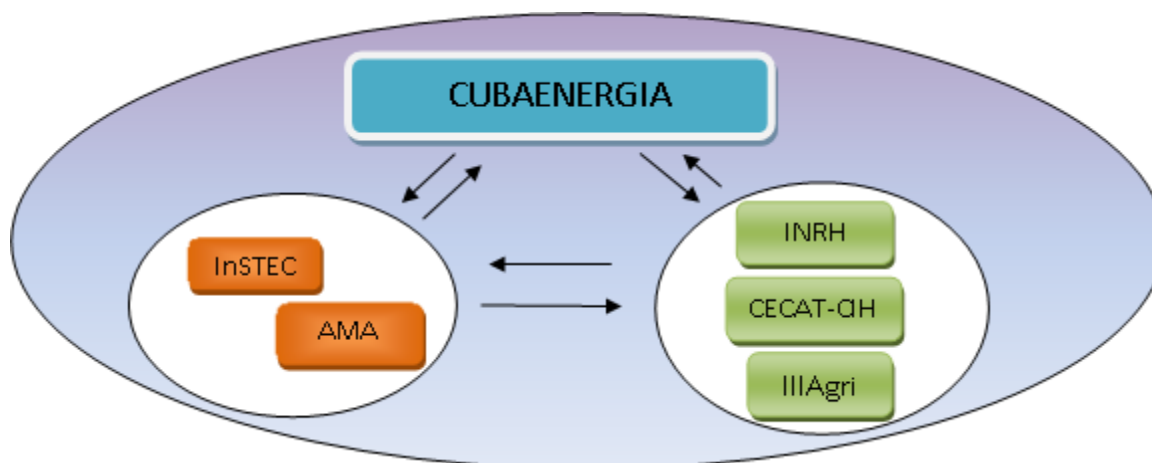 CUBAENERGIA
InSTEC
AMA
INRH
CECAT-CIH
IIIAgri